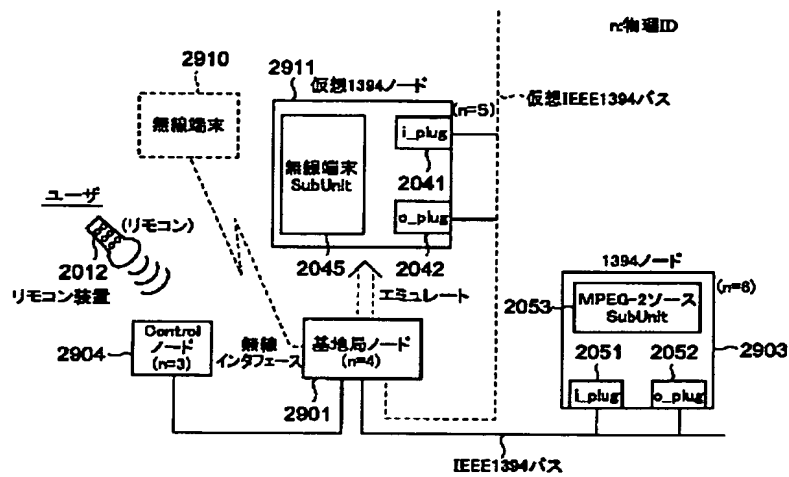 n:物理ID
2910
2911
仮想1394ノード
(n=5)
仮想IEEE1394バス
無線端末
i_plug
無線端末
SubUnit
2041
ユーザ
(リモコン)
o_plug
2012
リモコン装置
2045
2042
エミュレート
1394ノード
(n=6)
2053
MPEG-2ソース
SubUnit
2904
Control
ノード
(n=3)
無線
インタフェース
基地局ノード
(n=4)
2051
2052
2903
2901
i_plug
o_plug
IEEE1394バス